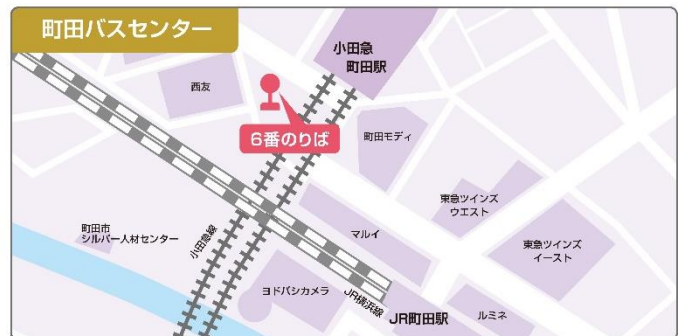 町田バスセンター
小田急
町田駅
西友
6番のりば
町田モディ
東急ツインズ
ウエスト
町田市
シルバー人材センター
小田急線
マルイ
東急ツインズ
イースト
ヨドバシカメラ
JR横浜線
JR町田駅
ルミネ